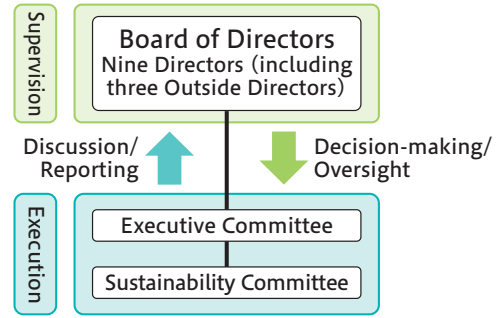 Supervision
Board of Directors
Nine Directors (including
three Outside Directors)
Discussion/
Reporting
Decision-making/
Oversight
Execution
Executive Committee
Sustainability Committee